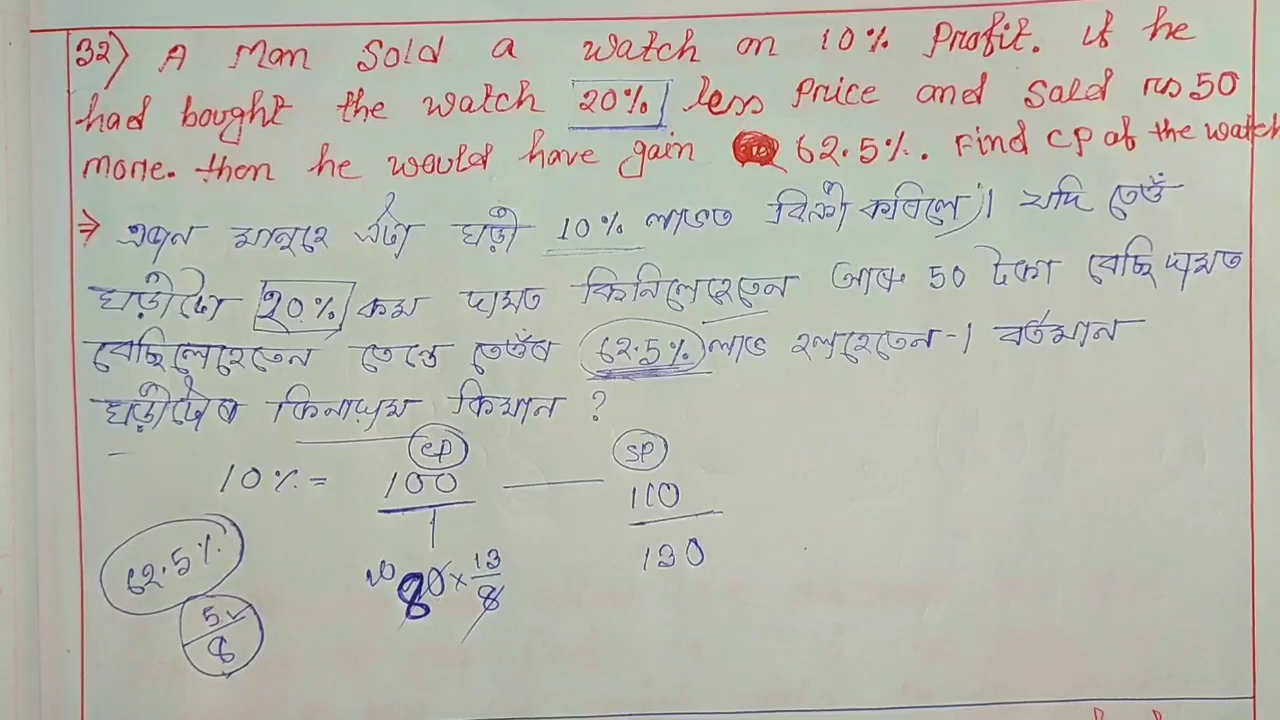 32) A Man Sold a watch on 10% Profit. if he
had bought the watch 20% less Price and Sold rs 50
more. then he would have gain 62.5%. Find CP of the watch
⇒ এজন মানুহে এটা ঘড়ী 10% লাভত বিক্ৰী কৰিলে। যদি তেওঁ
ঘড়ীটো 20% কম দামত কিনিলেহেতেন আৰু 50 টকা বেছি দামত
বেছিলেহেতেন তেন্তে তেওঁৰ 62.5% লাভ হলহেতেন। বৰ্তমান
ঘড়ীটোৰ কিনাদাম কিমান ?
CP SP
10% = 100 —— 110
62.5% 10 80 × 13/8 130
5/8